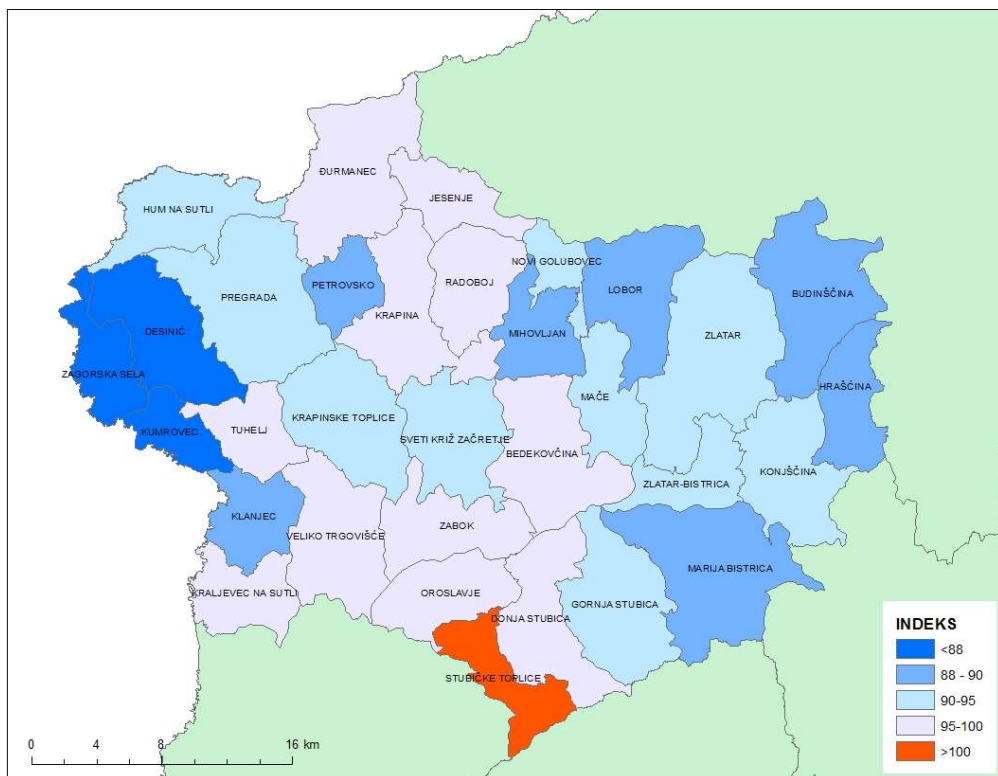 ĐURMANEC
JESENJE
HUM NA SUTLI
NOVI GOLUBOVEC
PETROVSKO
RADOBOJ
LOBOR
BUDINŠČINA
PREGRADA
KRAPINA
DESINIĆ
MIHOVLJAN
ZLATAR
ZAGORSKA SELA
HRAŠĆINA
MAČE
KRAPINSKE TOPLICE
KUMROVEC
TUHELJ
SVETI KRIŽ ZAČRETJE
BEDEKOVČINA
KONJŠČINA
ZLATAR-BISTRICA
KLANJEC
ZABOK
VELIKO TRGOVIŠĆE
MARIJA BISTRICA
KRALJEVEC NA SUTLI
OROSLAVJE
GORNJA STUBICA
DONJA STUBICA
STUBIČKE TOPLICE
INDEKS
<88
88 - 90
90-95
95-100
>100
0 4 8 16 km